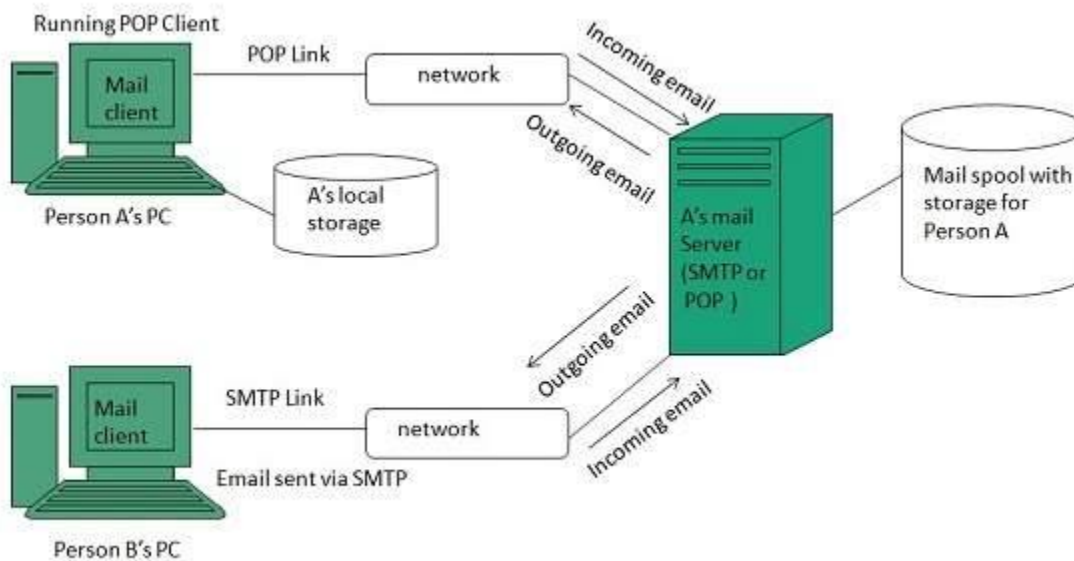 Running POP Client
POP Link
network
Mail
client
Incoming email
Outgoing email
A's local
storage
Person A's PC
A's mail
Server
(SMTP or
POP )
Mail spool with
storage for
Person A
Outgoing email
Incoming email
Mail
client
SMTP Link
network
Email sent via SMTP
Person B's PC